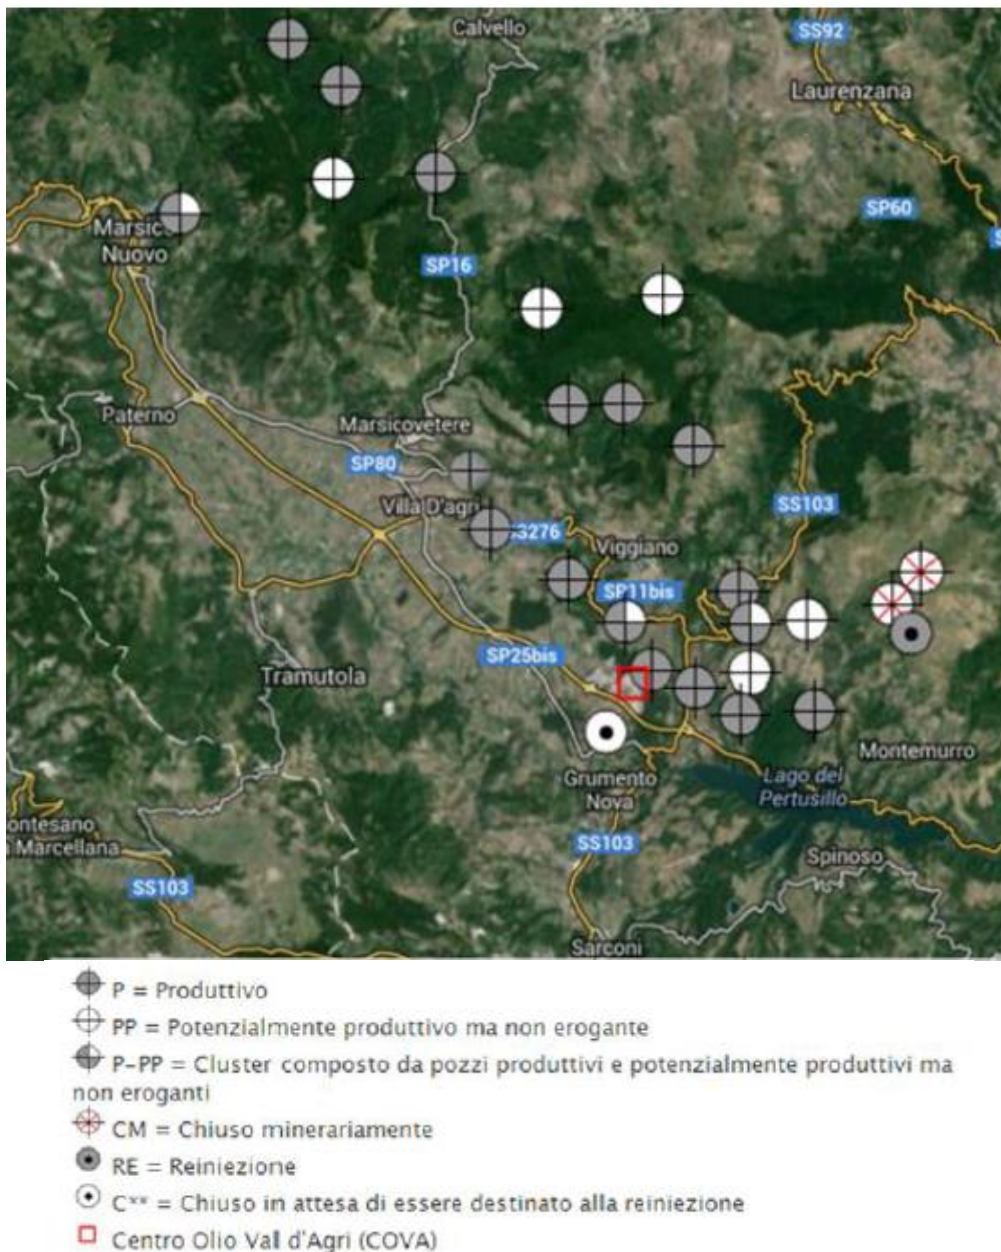 Calvello
SS92
Laurenzana
SP60
Nuovo
SP16
Paterno
Marsicovetere
SP80
Villa D'agri
SS103
3276
Viggiano
SP11bis
SP25bis
Tramutola
Montemurro
Lago del
Pertusillo
Grumento
Nova
SS103
ontesano
Marcellana
Spinoso
SS103
Sarconi
P = Produttivo
PP = Potenzialmente produttivo ma non erogante
P-PP = Cluster composto da pozzi produttivi e potenzialmente produttivi ma
non eroganti
CM = Chiuso minerariamente
RE = Reiniezione
C** = Chiuso in attesa di essere destinato alla reiniezione
Centro Olio Val d'Agri (COVA)